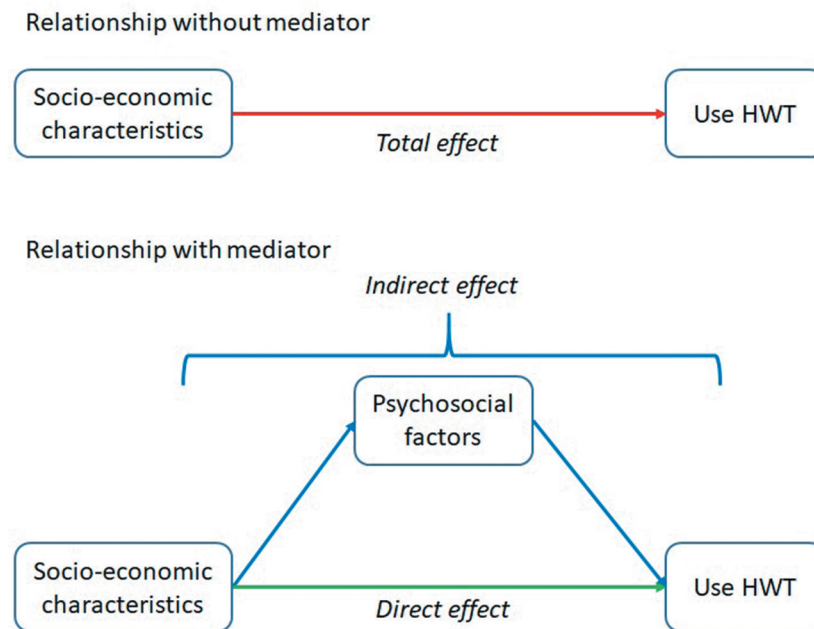 Relationship without mediator
Socio-economic
characteristics
Total effect
Use HWT
Relationship with mediator
Indirect effect
Psychosocial
factors
Socio-economic
characteristics
Direct effect
Use HWT